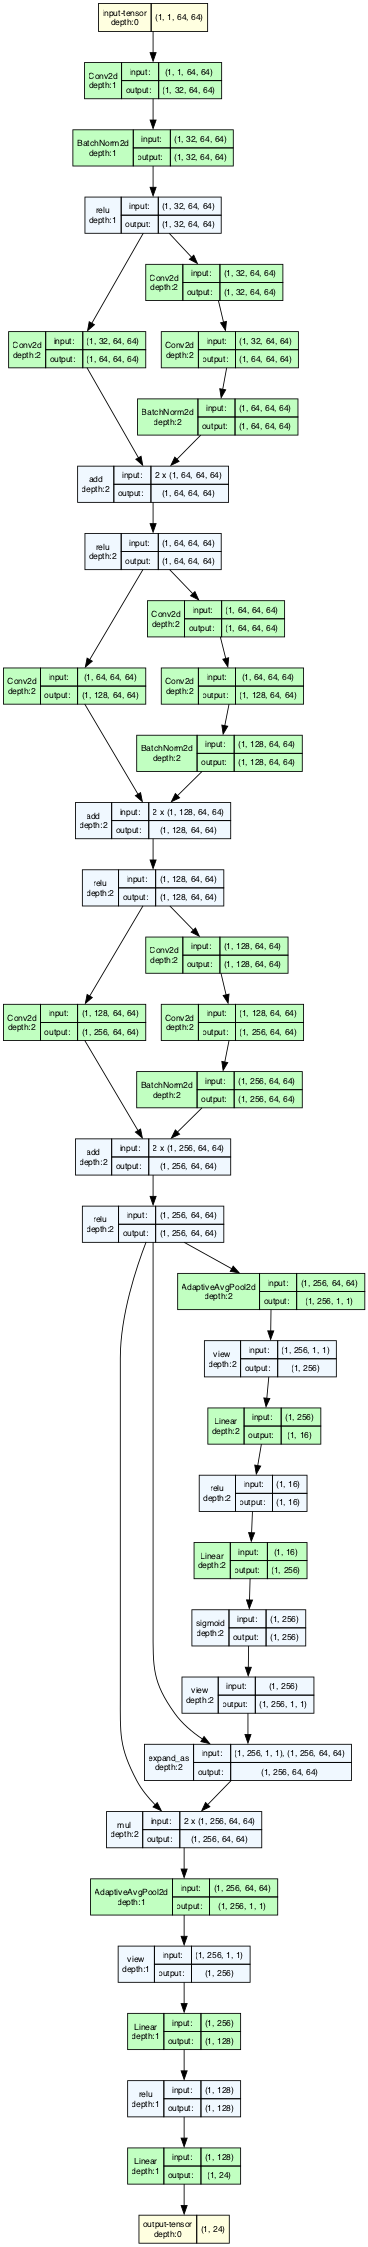 input-tensor
depth:0
(1, 1, 64, 64)
Conv2d
depth:1
input:
(1, 1, 64, 64)
output:
(1, 32, 64, 64)
BatchNorm2d
depth:1
input:
(1, 32, 64, 64)
output:
(1, 32, 64, 64)
relu
depth:1
input:
(1, 32, 64, 64)
output:
(1, 32, 64, 64)
Conv2d
depth:2
input:
(1, 32, 64, 64)
output:
(1, 32, 64, 64)
Conv2d
depth:2
input:
(1, 32, 64, 64)
output:
(1, 64, 64, 64)
Conv2d
depth:2
input:
(1, 32, 64, 64)
output:
(1, 64, 64, 64)
BatchNorm2d
depth:2
input:
(1, 64, 64, 64)
output:
(1, 64, 64, 64)
add
depth:2
input:
2 x (1, 64, 64, 64)
output:
(1, 64, 64, 64)
relu
depth:2
input:
(1, 64, 64, 64)
output:
(1, 64, 64, 64)
Conv2d
depth:2
input:
(1, 64, 64, 64)
output:
(1, 64, 64, 64)
Conv2d
depth:2
input:
(1, 64, 64, 64)
output:
(1, 128, 64, 64)
Conv2d
depth:2
input:
(1, 64, 64, 64)
output:
(1, 128, 64, 64)
BatchNorm2d
depth:2
input:
(1, 128, 64, 64)
output:
(1, 128, 64, 64)
add
depth:2
input:
2 x (1, 128, 64, 64)
output:
(1, 128, 64, 64)
relu
depth:2
input:
(1, 128, 64, 64)
output:
(1, 128, 64, 64)
Conv2d
depth:2
input:
(1, 128, 64, 64)
output:
(1, 128, 64, 64)
Conv2d
depth:2
input:
(1, 128, 64, 64)
output:
(1, 256, 64, 64)
Conv2d
depth:2
input:
(1, 128, 64, 64)
output:
(1, 256, 64, 64)
BatchNorm2d
depth:2
input:
(1, 256, 64, 64)
output:
(1, 256, 64, 64)
add
depth:2
input:
2 x (1, 256, 64, 64)
output:
(1, 256, 64, 64)
relu
depth:2
input:
(1, 256, 64, 64)
output:
(1, 256, 64, 64)
AdaptiveAvgPool2d
depth:2
input:
(1, 256, 64, 64)
output:
(1, 256, 1, 1)
view
depth:2
input:
(1, 256, 1, 1)
output:
(1, 256)
Linear
depth:2
input:
(1, 256)
output:
(1, 16)
relu
depth:2
input:
(1, 16)
output:
(1, 16)
Linear
depth:2
input:
(1, 16)
output:
(1, 256)
sigmoid
depth:2
input:
(1, 256)
output:
(1, 256)
view
depth:2
input:
(1, 256)
output:
(1, 256, 1, 1)
expand_as
depth:2
input:
(1, 256, 1, 1), (1, 256, 64, 64)
output:
(1, 256, 64, 64)
mul
depth:2
input:
2 x (1, 256, 64, 64)
output:
(1, 256, 64, 64)
AdaptiveAvgPool2d
depth:1
input:
(1, 256, 64, 64)
output:
(1, 256, 1, 1)
view
depth:1
input:
(1, 256, 1, 1)
output:
(1, 256)
Linear
depth:1
input:
(1, 256)
output:
(1, 128)
relu
depth:1
input:
(1, 128)
output:
(1, 128)
Linear
depth:1
input:
(1, 128)
output:
(1, 24)
output-tensor
depth:0
(1, 24)